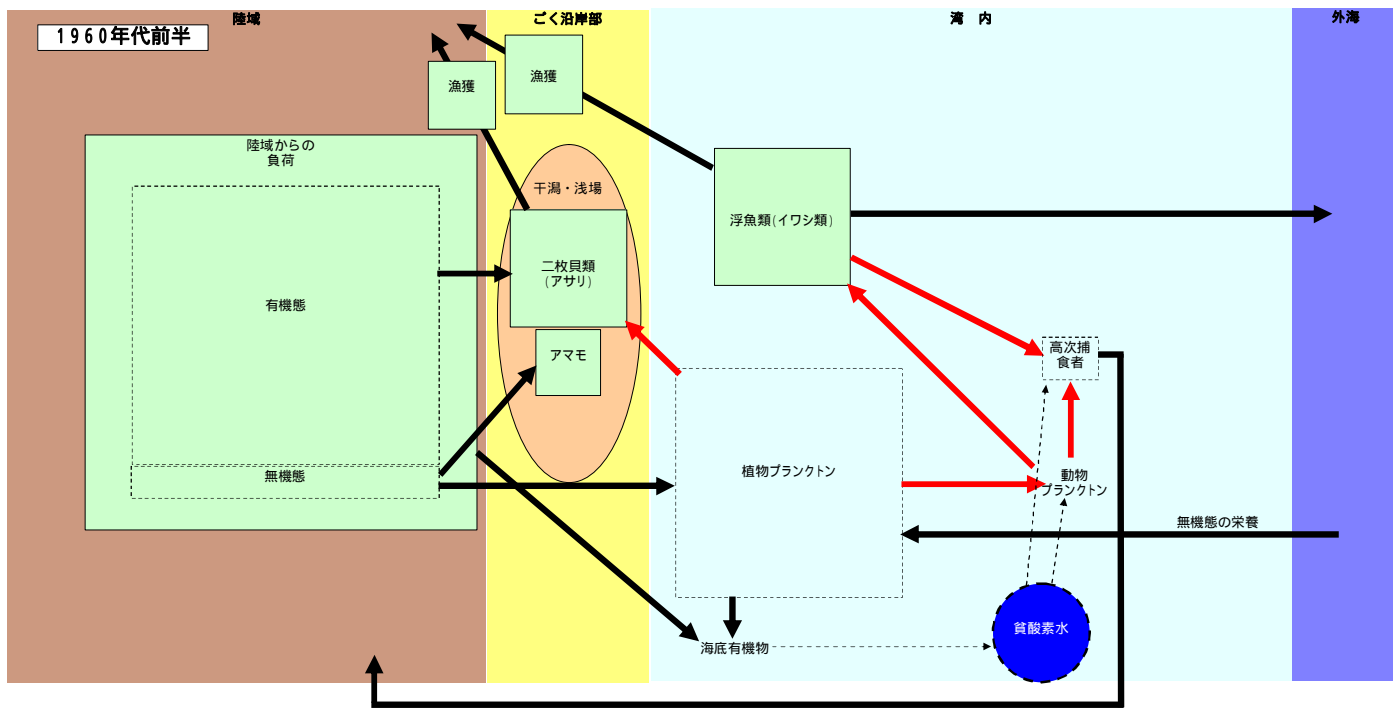 陸域
ごく沿岸部
湾　内
外海
1960年代前半
漁獲
漁獲
陸域からの
負荷
干潟・浅場
浮魚類(イワシ類)
二枚貝類
(アサリ)
有機態
アマモ
高次捕
食者
植物プランクトン
無機態
動物
プランクトン
無機態の栄養
貧酸素水
海底有機物